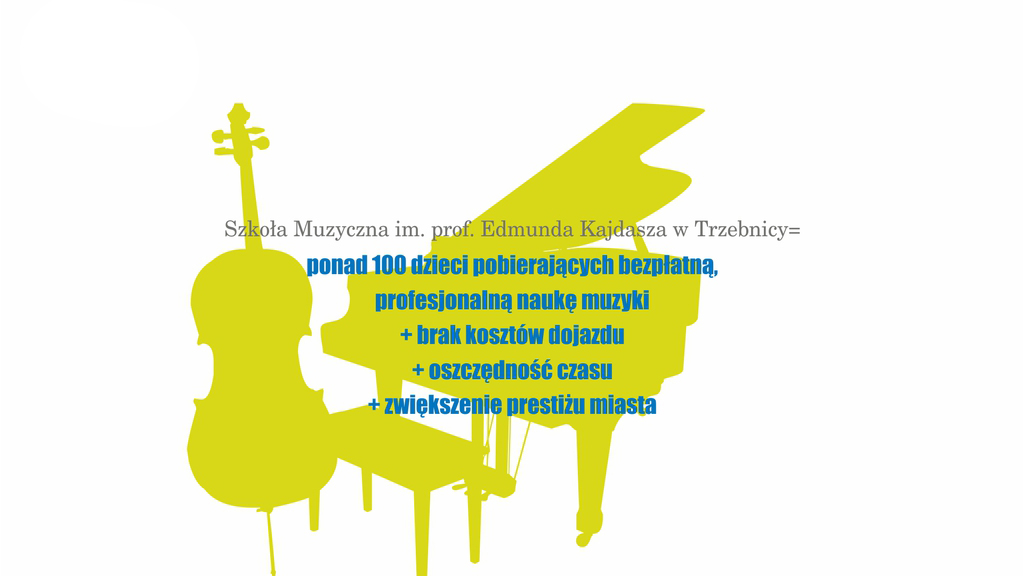 Szkoła Muzyczna im. prof. Edmunda Kajdasza w Trzebnicy=
ponad 100 dzieci pobierających bezpłatną,
profesjonalną naukę muzyki
+ brak kosztów dojazdu
+ oszczędność czasu
+ zwiększenie prestiżu miasta